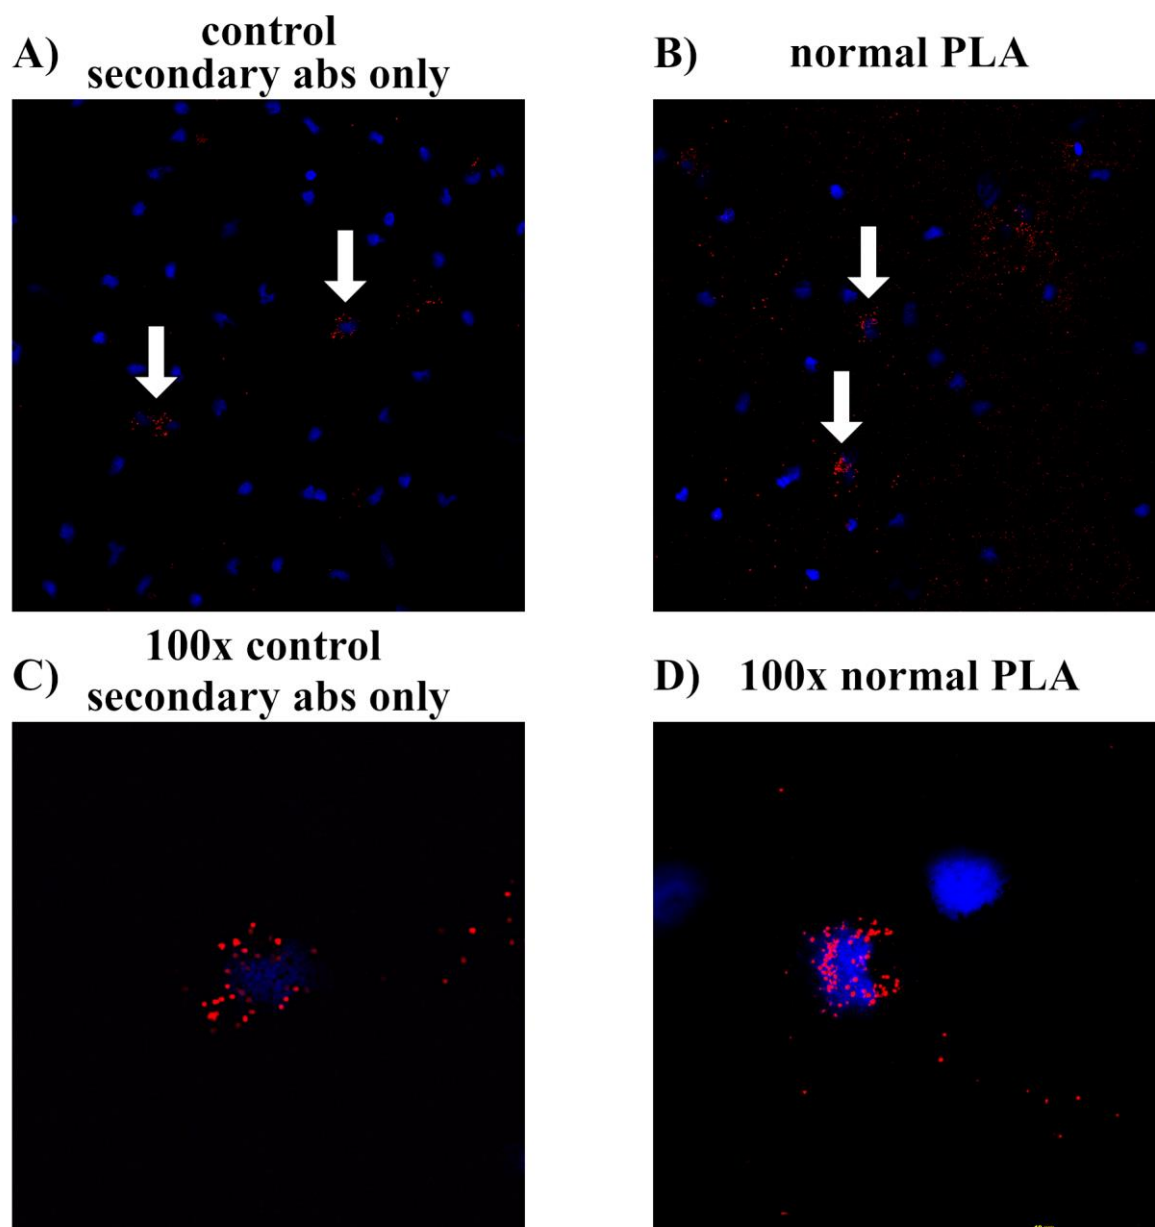 A) control
secondary abs only
B) normal PLA
C) 100x control
secondary abs only
D) 100x normal PLA